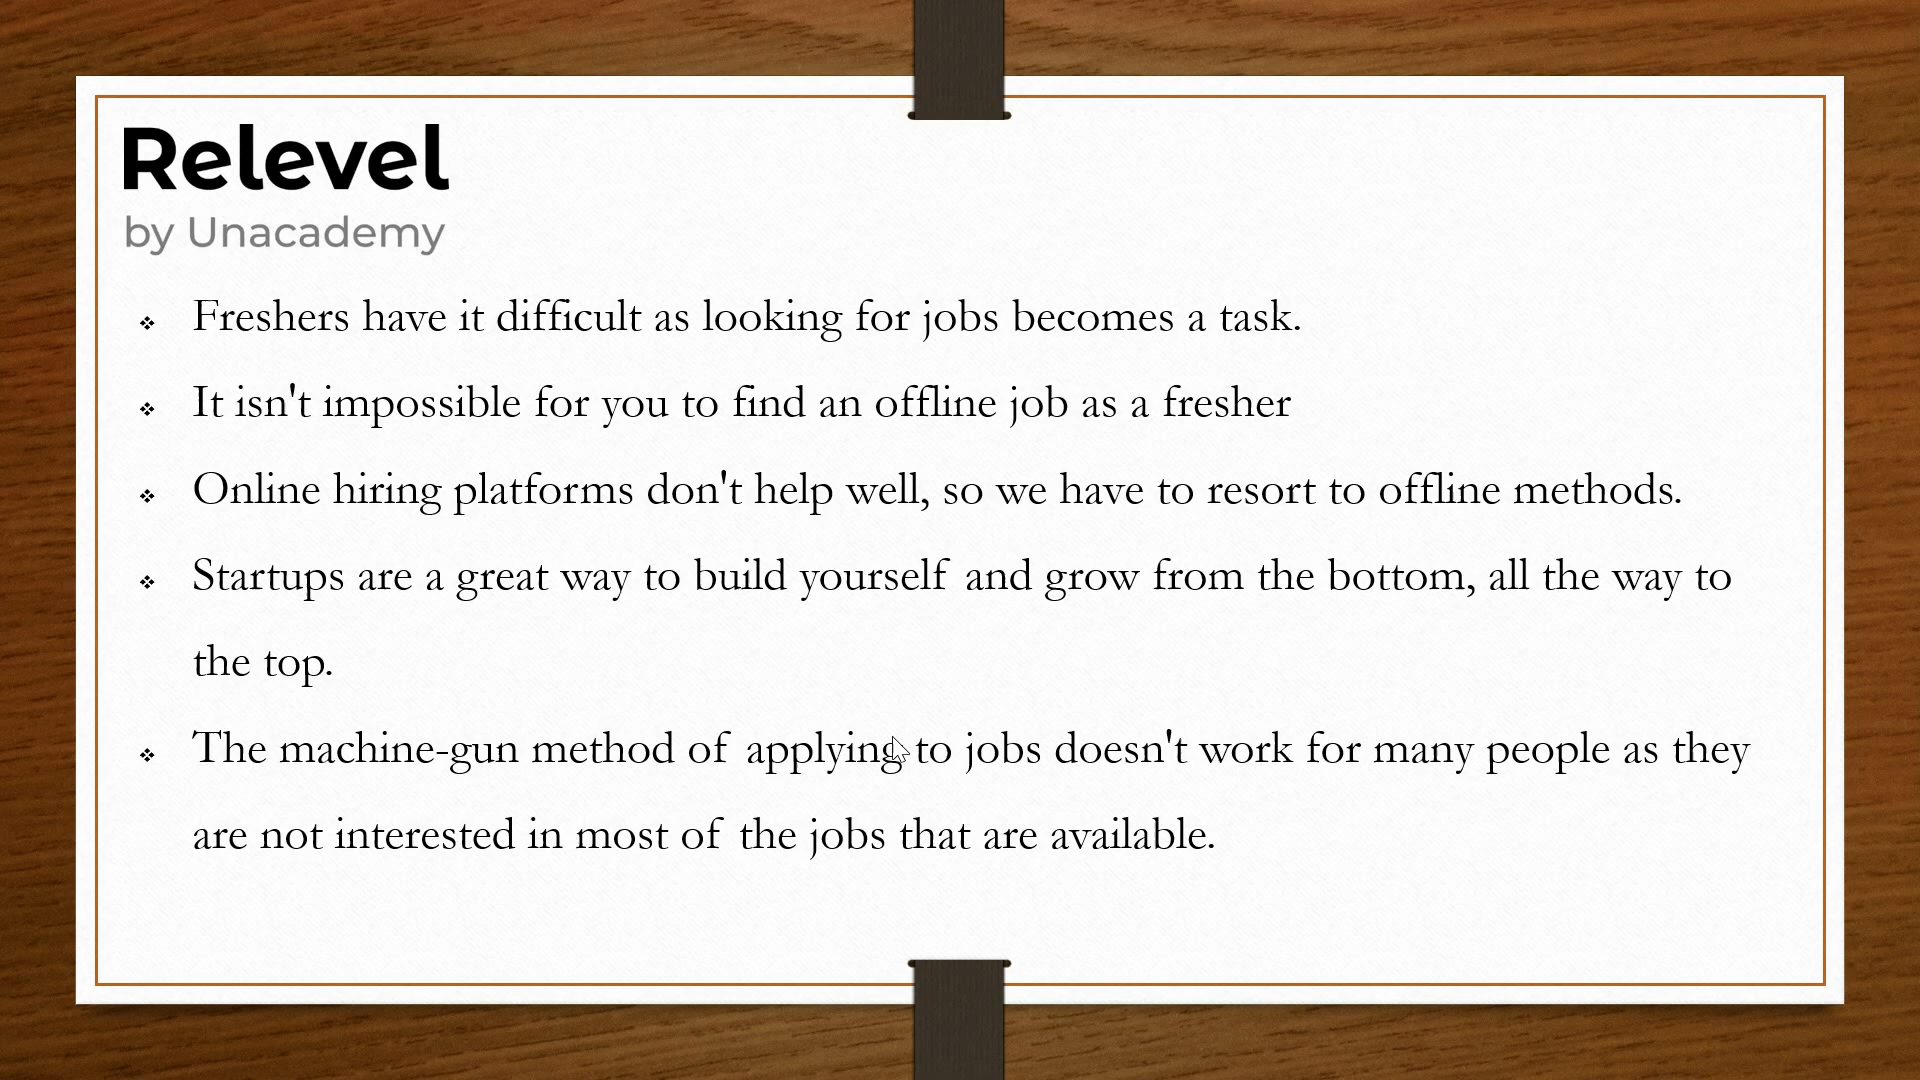 Relevel
by Unacademy
❖ Freshers have it difficult as looking for jobs becomes a task.
❖ It isn't impossible for you to find an offline job as a fresher
❖ Online hiring platforms don't help well, so we have to resort to offline methods.
❖ Startups are a great way to build yourself and grow from the bottom, all the way to
the top.
❖ The machine-gun method of applying to jobs doesn't work for many people as they
are not interested in most of the jobs that are available.